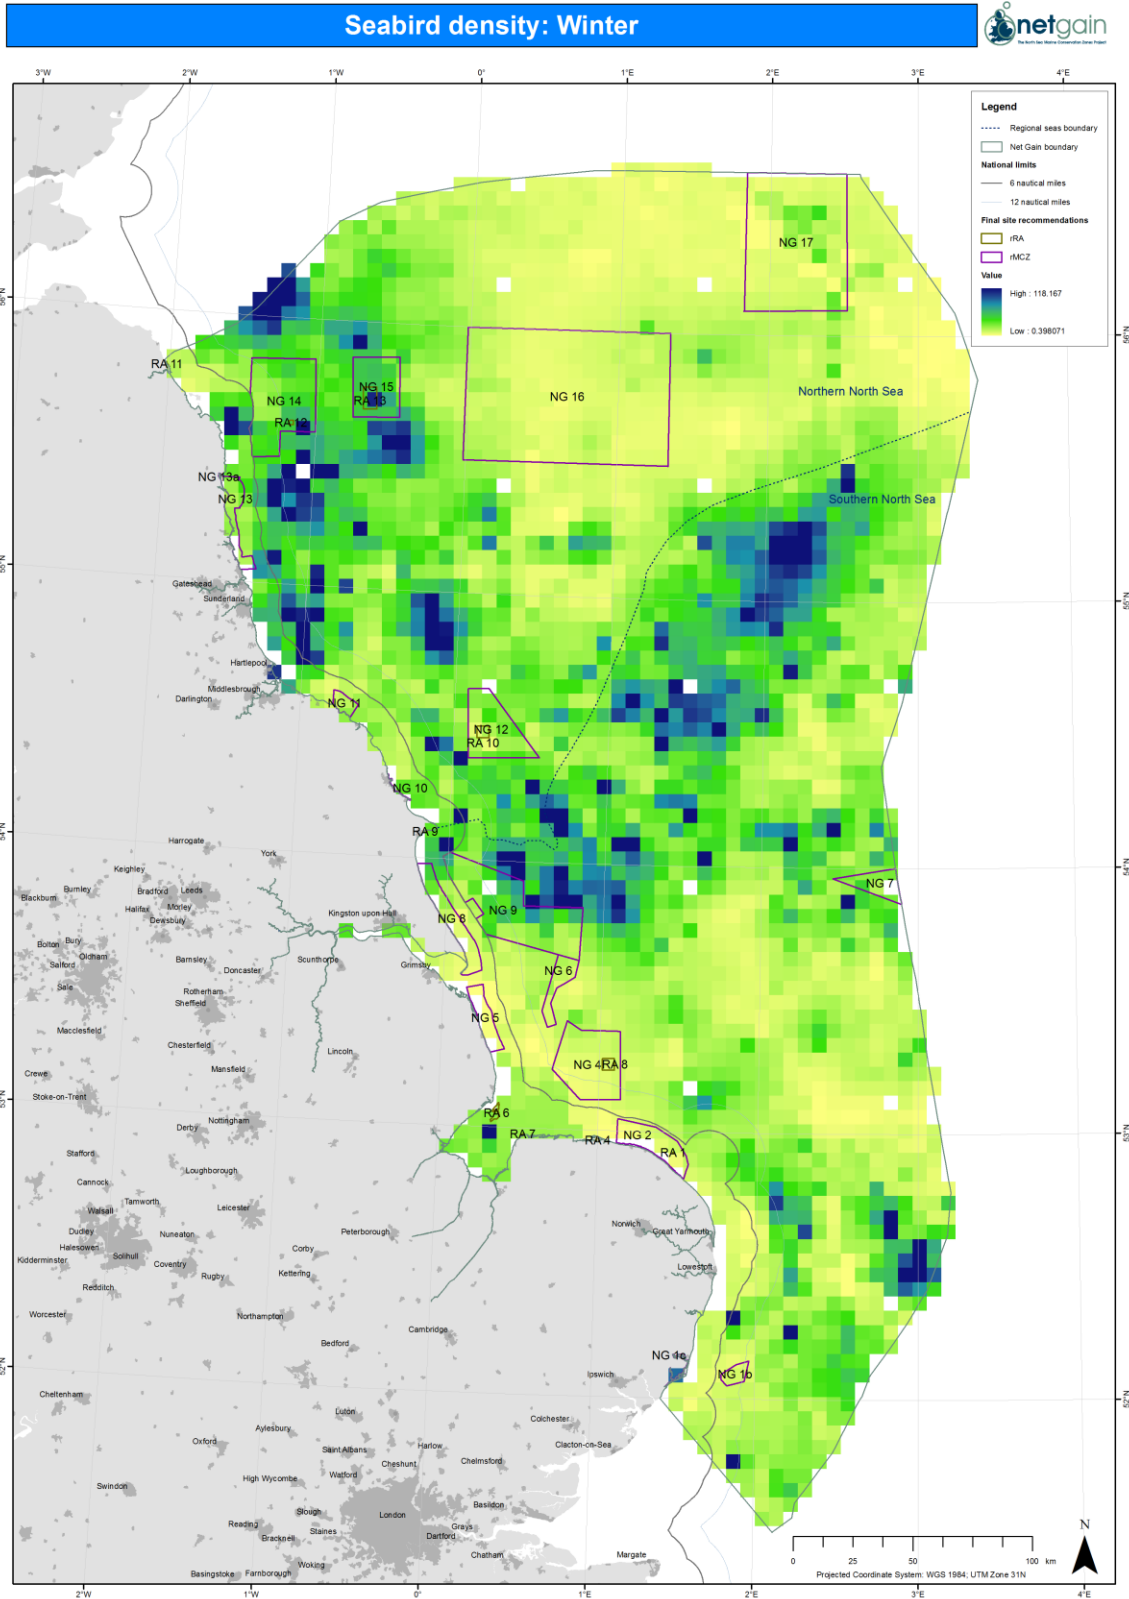 Seabird density: Winter
netgain
The North Sea Marine Conservation Zones Project
3°W 2°W 1°W 0° 1°E 2°E 3°E 4°E
Legend
Regional seas boundary
Net Gain boundary
National limits
6 nautical miles
12 nautical miles
Final site recommendations
rRA
rMCZ
Value
High : 118.167
Low : 0.398071
NG 17
56°N
56°N
RA 11
NG 15
NG 14
RA 13
NG 16
Northern North Sea
RA 12
NG 13a
NG 13
Southern North Sea
55°N
Gateshead
Sunderland
55°N
Hartlepool
Middlesbrough
Darlington
NG 11
NG 12
RA 10
NG 10
54°N
RA 9
Harrogate
York
54°N
Keighley
NG 7
Burnley
Bradford
Leeds
Blackburn
Halifax
Morley
NG 9
Dewsbury
Kingston upon Hull
NG 8
Bury
Bolton
Oldham
Salford
Barnsley
Scunthorpe
Grimsby
NG 6
Doncaster
Sale
Rotherham
Sheffield
NG 5
Macclesfield
Chesterfield
Lincoln
NG 4
RA 8
Mansfield
Crewe
Stoke-on-Trent
53°N
RA 6
Nottingham
Derby
RA 7
RA 4
NG 2
53°N
Stafford
RA 1
Loughborough
Cannock
Tamworth
Walsall
Leicester
Norwich
Dudley
Nuneaton
Peterborough
Great Yarmouth
Halesowen
Solihull
Corby
Kidderminster
Coventry
Lowestoft
Rugby
Kettering
Redditch
Worcester
Northampton
Cambridge
Bedford
NG 1c
52°N
Ipswich
NG 1b
Cheltenham
52°N
Luton
Colchester
Aylesbury
Oxford
Saint Albans
Harlow
Clacton-on-Sea
Cheshunt
Chelmsford
High Wycombe
Watford
Swindon
Basildon
Slough
London
Reading
Staines
Grays
Bracknell
Dartford
Woking
Chatham
Margate
Basingstoke
Farnborough
N
0 25 50 100 km
Projected Coordinate System: WGS 1984; UTM Zone 31N
2°W 1°W 0° 1°E 2°E 3°E 4°E